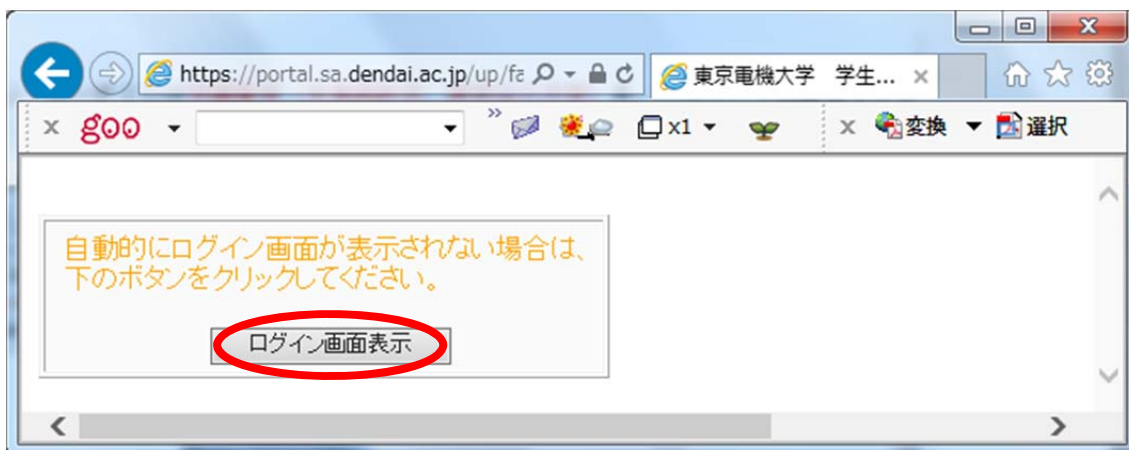 https://portal.sa.dendai.ac.jp/up/fa
東京電機大学 学生...
goo
x1
変換
選択
自動的にログイン画面が表示されない場合は、
下のボタンをクリックしてください。
ログイン画面表示